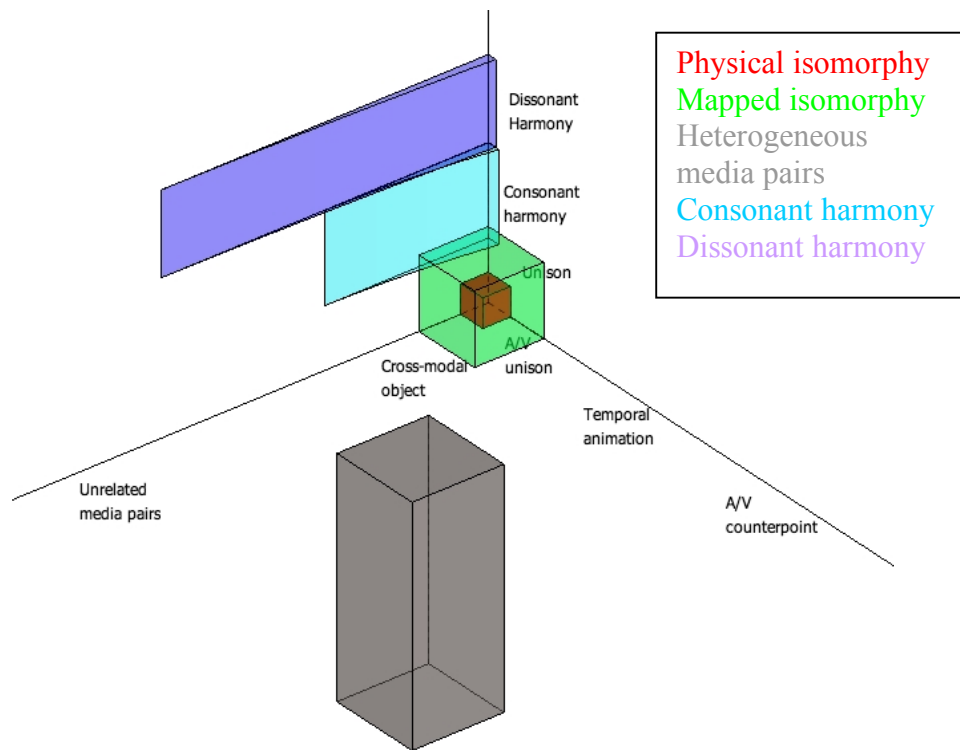 Physical isomorphy
Mapped isomorphy
Heterogeneous
media pairs
Consonant harmony
Dissonant harmony
Dissonant
Harmony
Consonant
harmony
Unison
A/V
unison
Cross-modal
object
Temporal
animation
Unrelated
media pairs
A/V
counterpoint